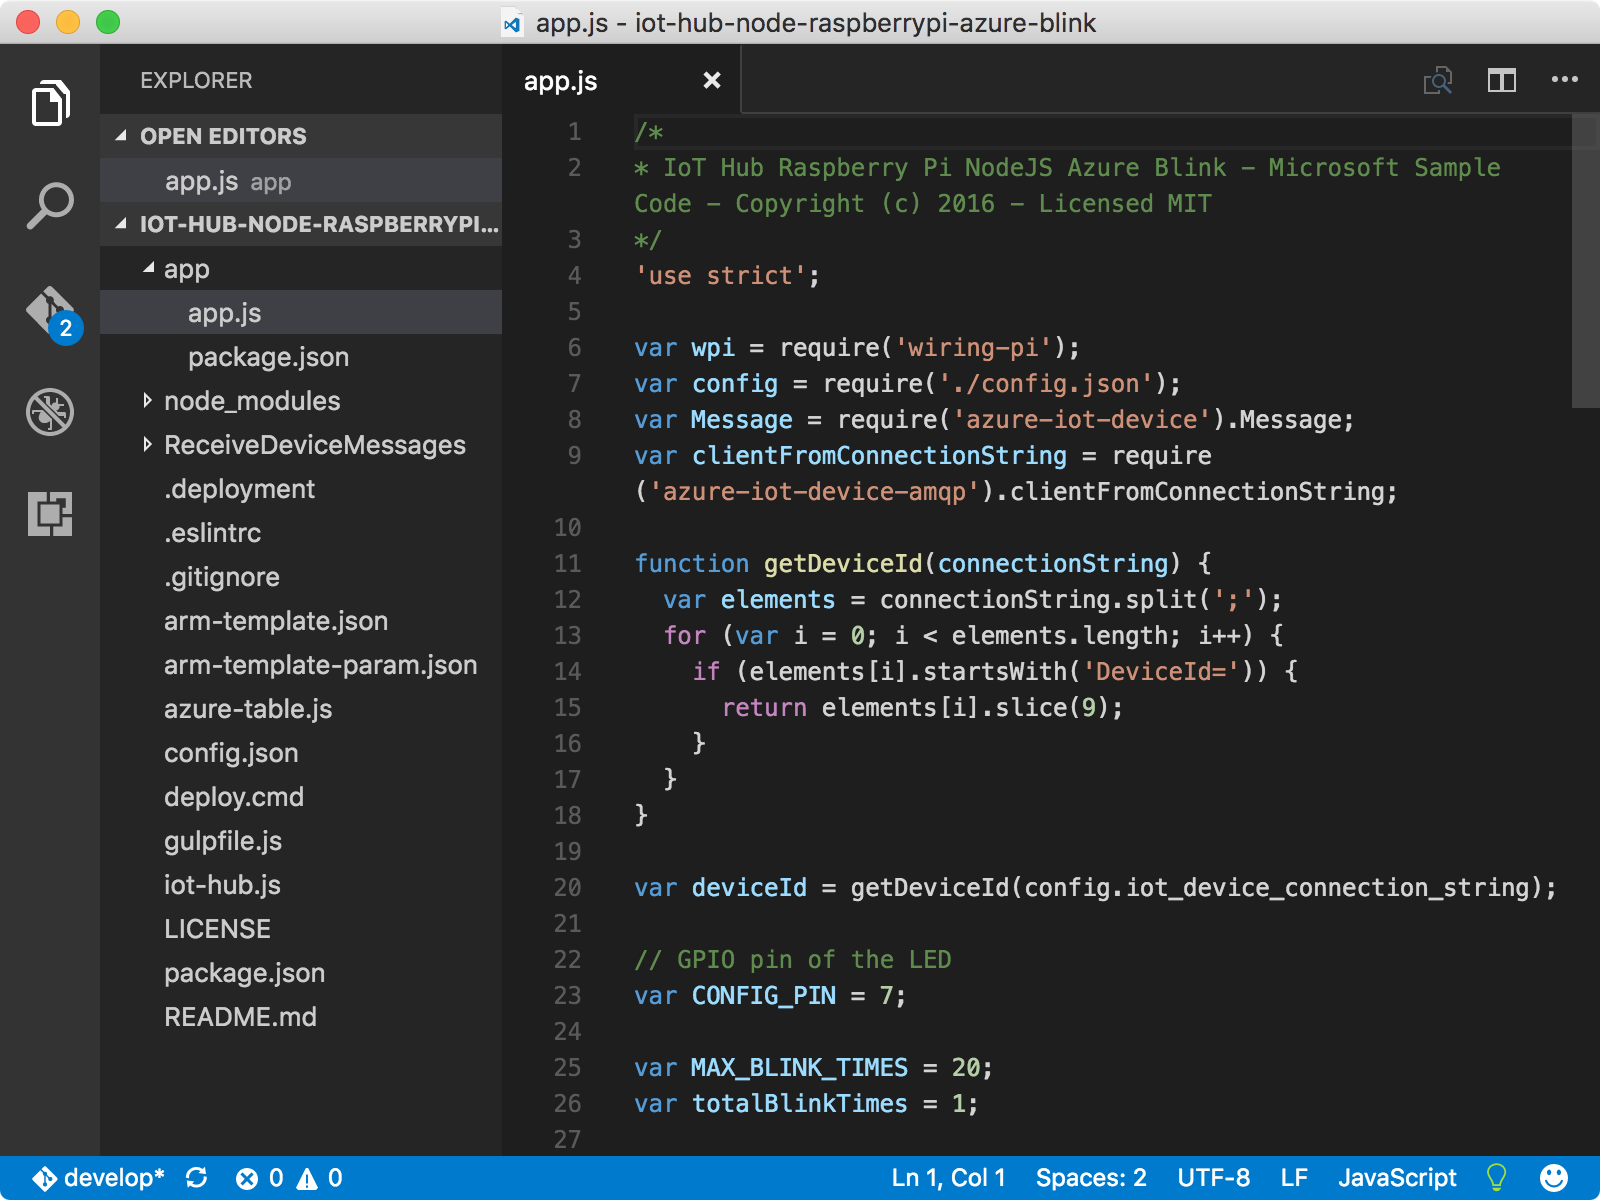 app.js - iot-hub-node-raspberrypi-azure-blink
EXPLORER
OPEN EDITORS
app.js app
IOT-HUB-NODE-RASPBERRYPI...
app
app.js
package.json
node_modules
ReceiveDeviceMessages
.deployment
.eslintrc
.gitignore
arm-template.json
arm-template-param.json
azure-table.js
config.json
deploy.cmd
gulpfile.js
iot-hub.js
LICENSE
package.json
README.md
2
app.js
1 /*
2 * IoT Hub Raspberry Pi NodeJS Azure Blink - Microsoft Sample
Code - Copyright (c) 2016 - Licensed MIT
3 */
4 'use strict';
5
6 var wpi = require('wiring-pi');
7 var config = require('./config.json');
8 var Message = require('azure-iot-device').Message;
9 var clientFromConnectionString = require
('azure-iot-device-amqp').clientFromConnectionString;
10
11 function getDeviceId(connectionString) {
12   var elements = connectionString.split(';');
13   for (var i = 0; i < elements.length; i++) {
14     if (elements[i].startsWith('DeviceId=')) {
15       return elements[i].slice(9);
16     }
17   }
18 }
19
20 var deviceId = getDeviceId(config.iot_device_connection_string);
21
22 // GPIO pin of the LED
23 var CONFIG_PIN = 7;
24
25 var MAX_BLINK_TIMES = 20;
26 var totalBlinkTimes = 1;
27
develop* 0 0 Ln 1, Col 1 Spaces: 2 UTF-8 LF JavaScript